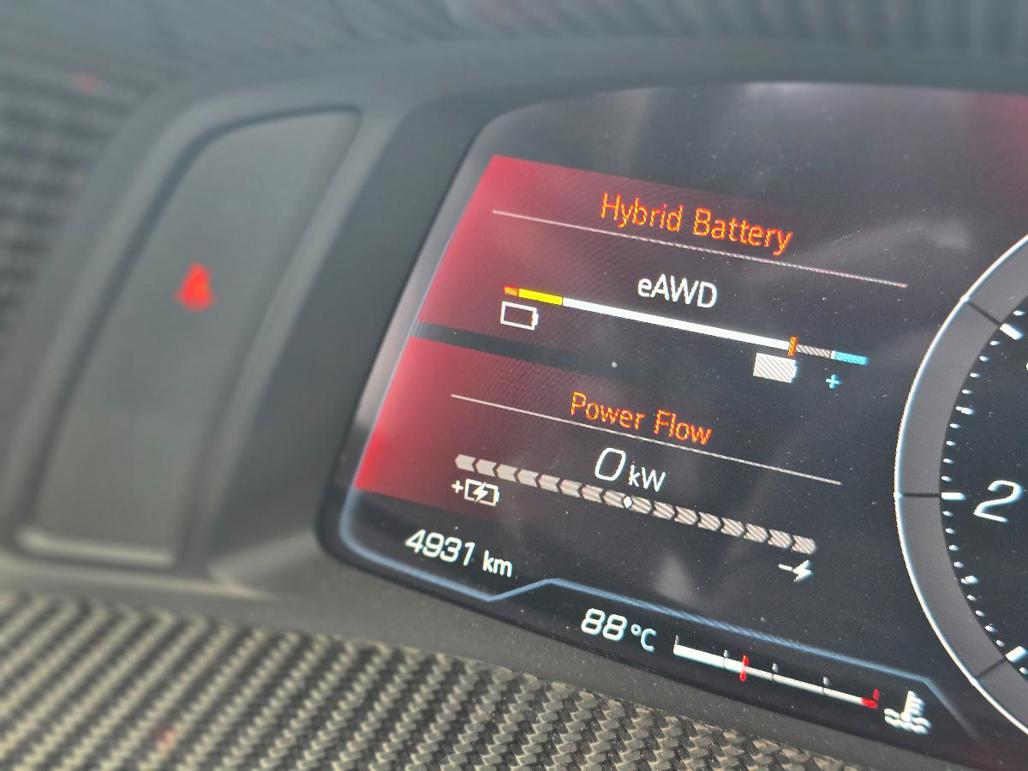 Hybrid Battery
eAWD
+
Power Flow
0 kW
+
-
4931 km
88 °C
2